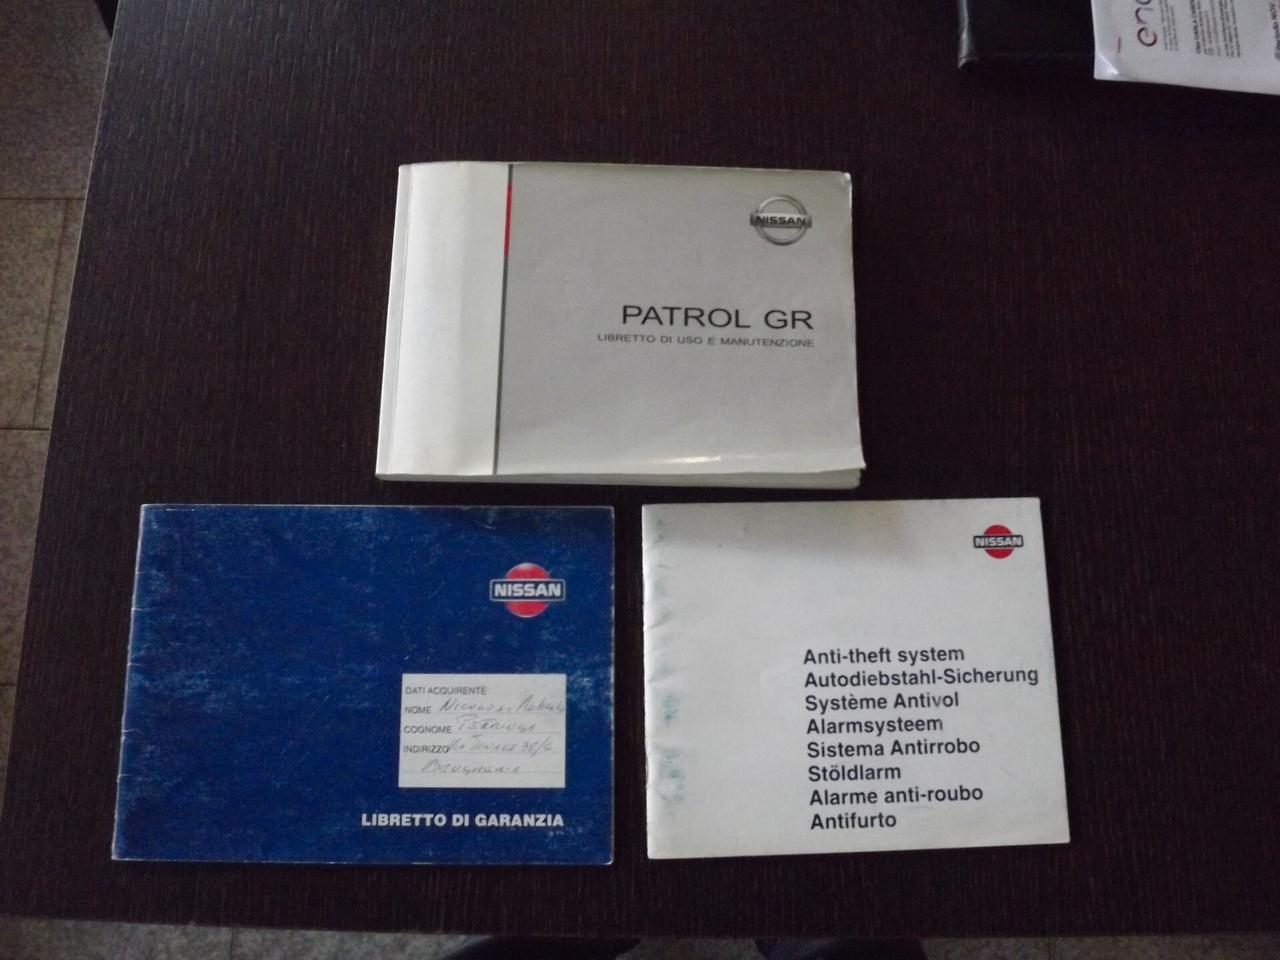 NISSAN
PATROL GR
LIBRETTO DI USO E MANUTENZIONE
NISSAN
DATI ACQUIRENTE
NOME
COGNOME
INDIRIZZO
LIBRETTO DI GARANZIA
NISSAN
Anti-theft system
Autodiebstahl-Sicherung
Système Antivol
Alarmsysteem
Sistema Antirrobo
Stöldlarm
Alarme anti-roubo
Antifurto